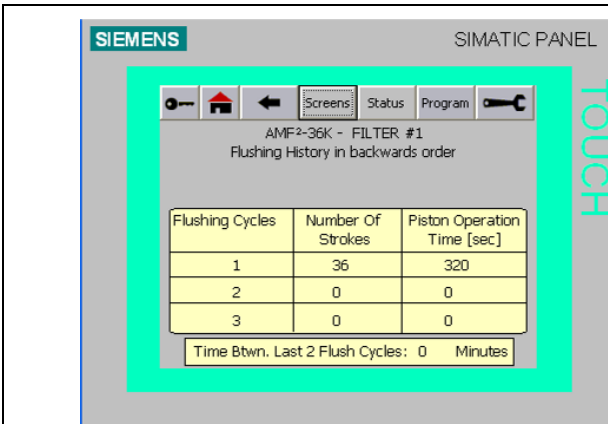 SIEMENS
SIMATIC PANEL
TOUCH
Screens Status Program
AMF²-36K - FILTER #1
Flushing History in backwards order
Flushing Cycles Number Of Strokes Piston Operation Time [sec]
1 36 320
2 0 0
3 0 0
Time Btwn. Last 2 Flush Cycles: 0 Minutes